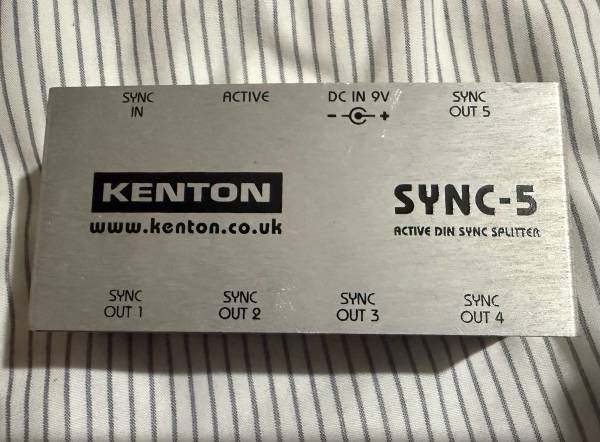 SYNC IN
ACTIVE
DC IN 9V
- +
SYNC OUT 5
KENTON
www.kenton.co.uk
SYNC-5
ACTIVE DIN SYNC SPLITTER
SYNC OUT 1
SYNC OUT 2
SYNC OUT 3
SYNC OUT 4